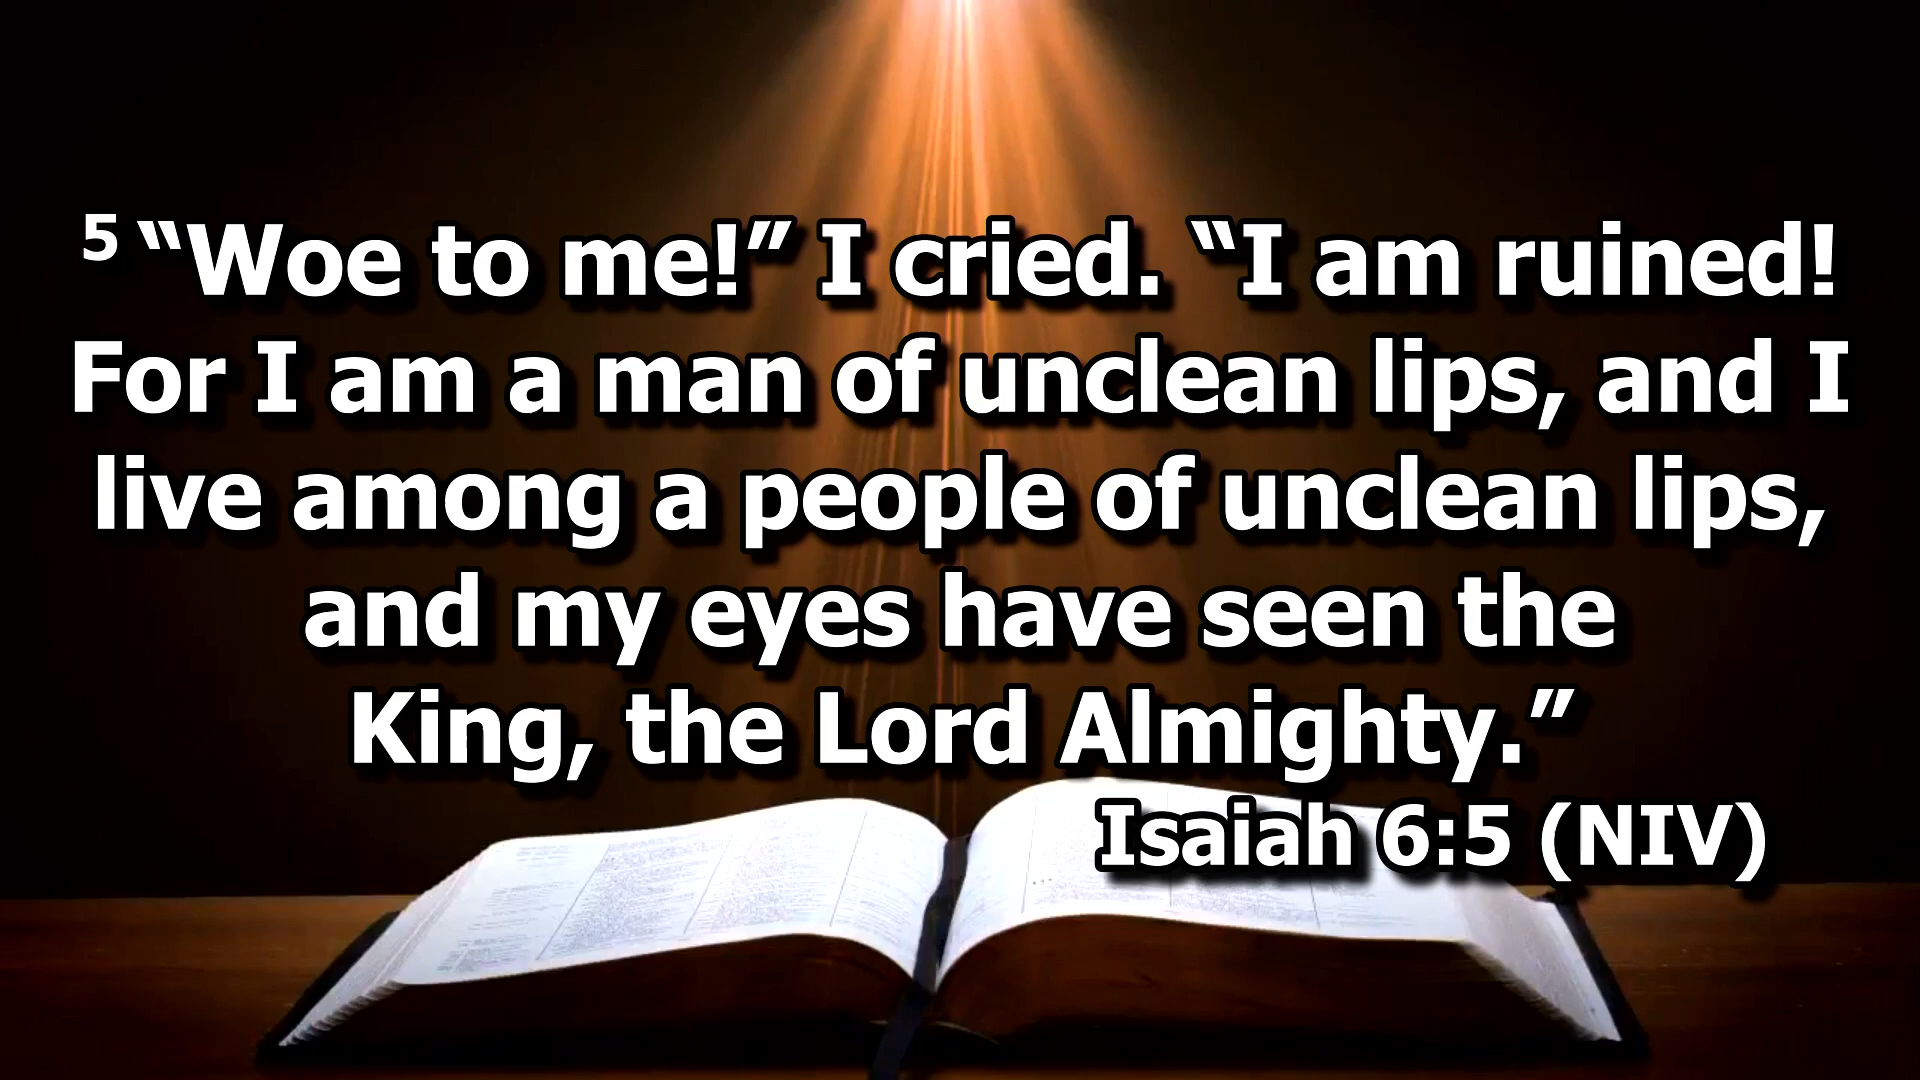 5 “Woe to me!” I cried. “I am ruined!
For I am a man of unclean lips, and I
live among a people of unclean lips,
and my eyes have seen the
King, the Lord Almighty.”
Isaiah 6:5 (NIV)